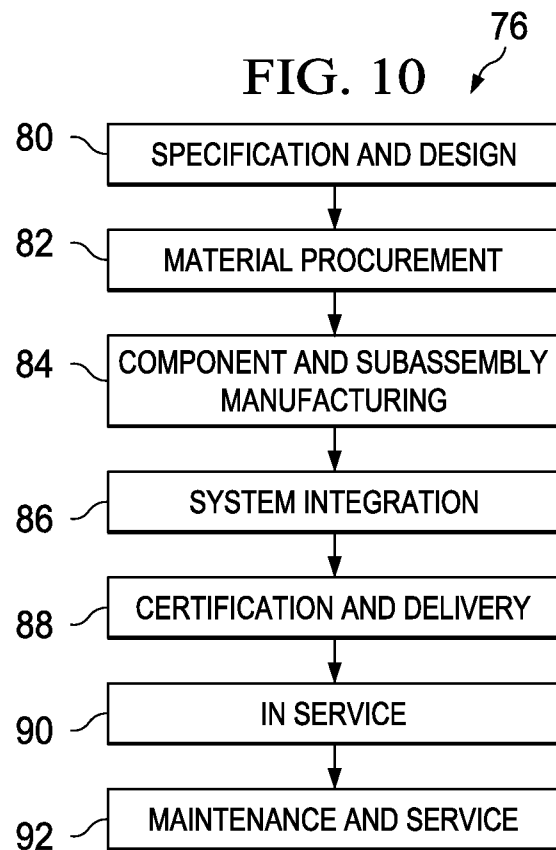 76
FIG. 10
80
SPECIFICATION AND DESIGN
82
MATERIAL PROCUREMENT
84
COMPONENT AND SUBASSEMBLY
MANUFACTURING
86
SYSTEM INTEGRATION
88
CERTIFICATION AND DELIVERY
90
IN SERVICE
92
MAINTENANCE AND SERVICE